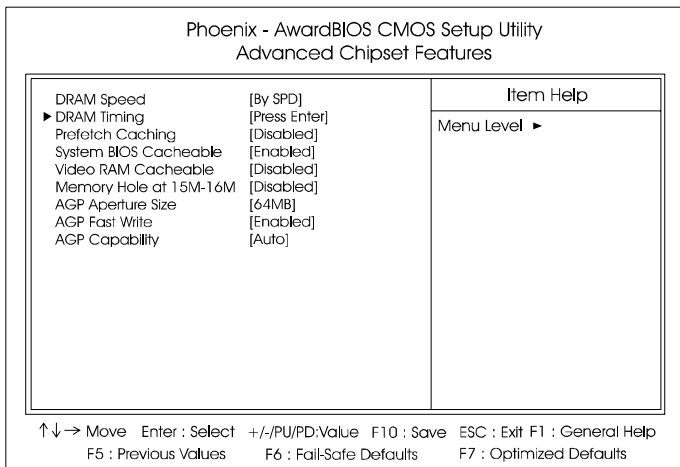 Phoenix - AwardBIOS CMOS Setup Utility
Advanced Chipset Features
DRAM Speed [By SPD]
▶ DRAM Timing [Press Enter]
Prefetch Caching [Disabled]
System BIOS Cacheable [Enabled]
Video RAM Cacheable [Disabled]
Memory Hole at 15M-16M [Disabled]
AGP Aperture Size [64MB]
AGP Fast Write [Enabled]
AGP Capability [Auto]
Item Help
Menu Level ►
↑↓→ Move Enter : Select +/-/PU/PD:Value F10 : Save ESC : Exit F1 : General Help
F5 : Previous Values F6 : Fail-Safe Defaults F7 : Optimized Defaults